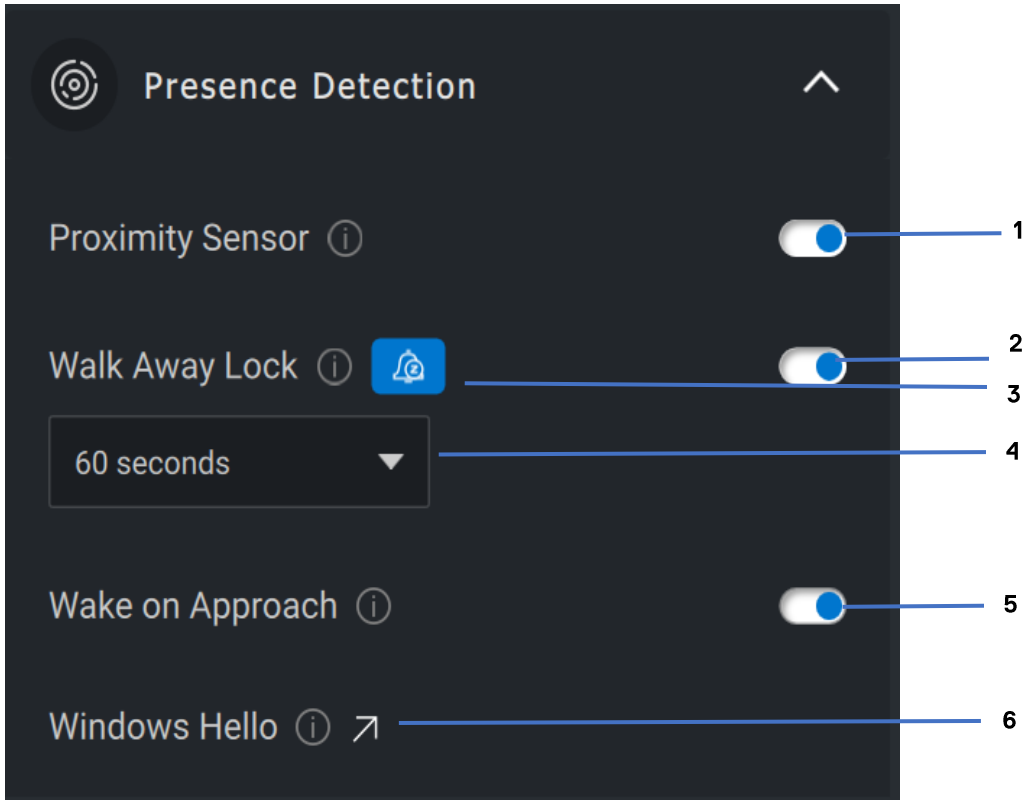 Presence Detection
Proximity Sensor
1
Walk Away Lock
2
3
60 seconds
4
Wake on Approach
5
Windows Hello
6